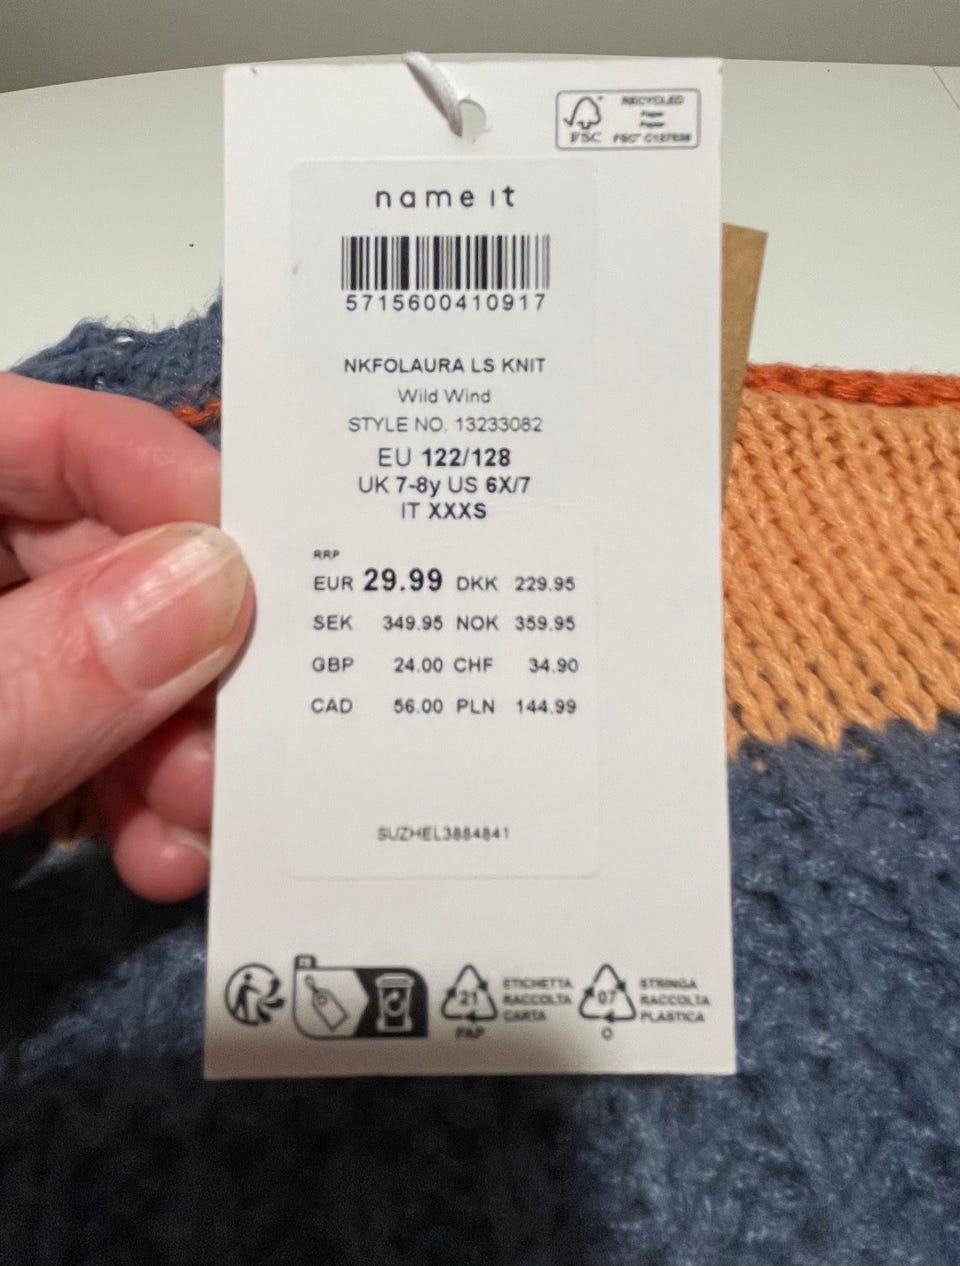 FSC
RECYCLED
Paper
Paper
name it
5715600410917
NKFOLAURA LS KNIT
Wild Wind
STYLE NO. 13233082
EU 122/128
UK 7-8y US 6X/7
IT XXXS
RRP
EUR 29.99 DKK 229.95
SEK 349.95 NOK 359.95
GBP 24.00 CHF 34.90
CAD 56.00 PLN 144.99
SUZHEL3884841
FR
21
PAP
ETICHETTA
RACCOLTA
CARTA
07
O
STRINGA
RACCOLTA
PLASTICA